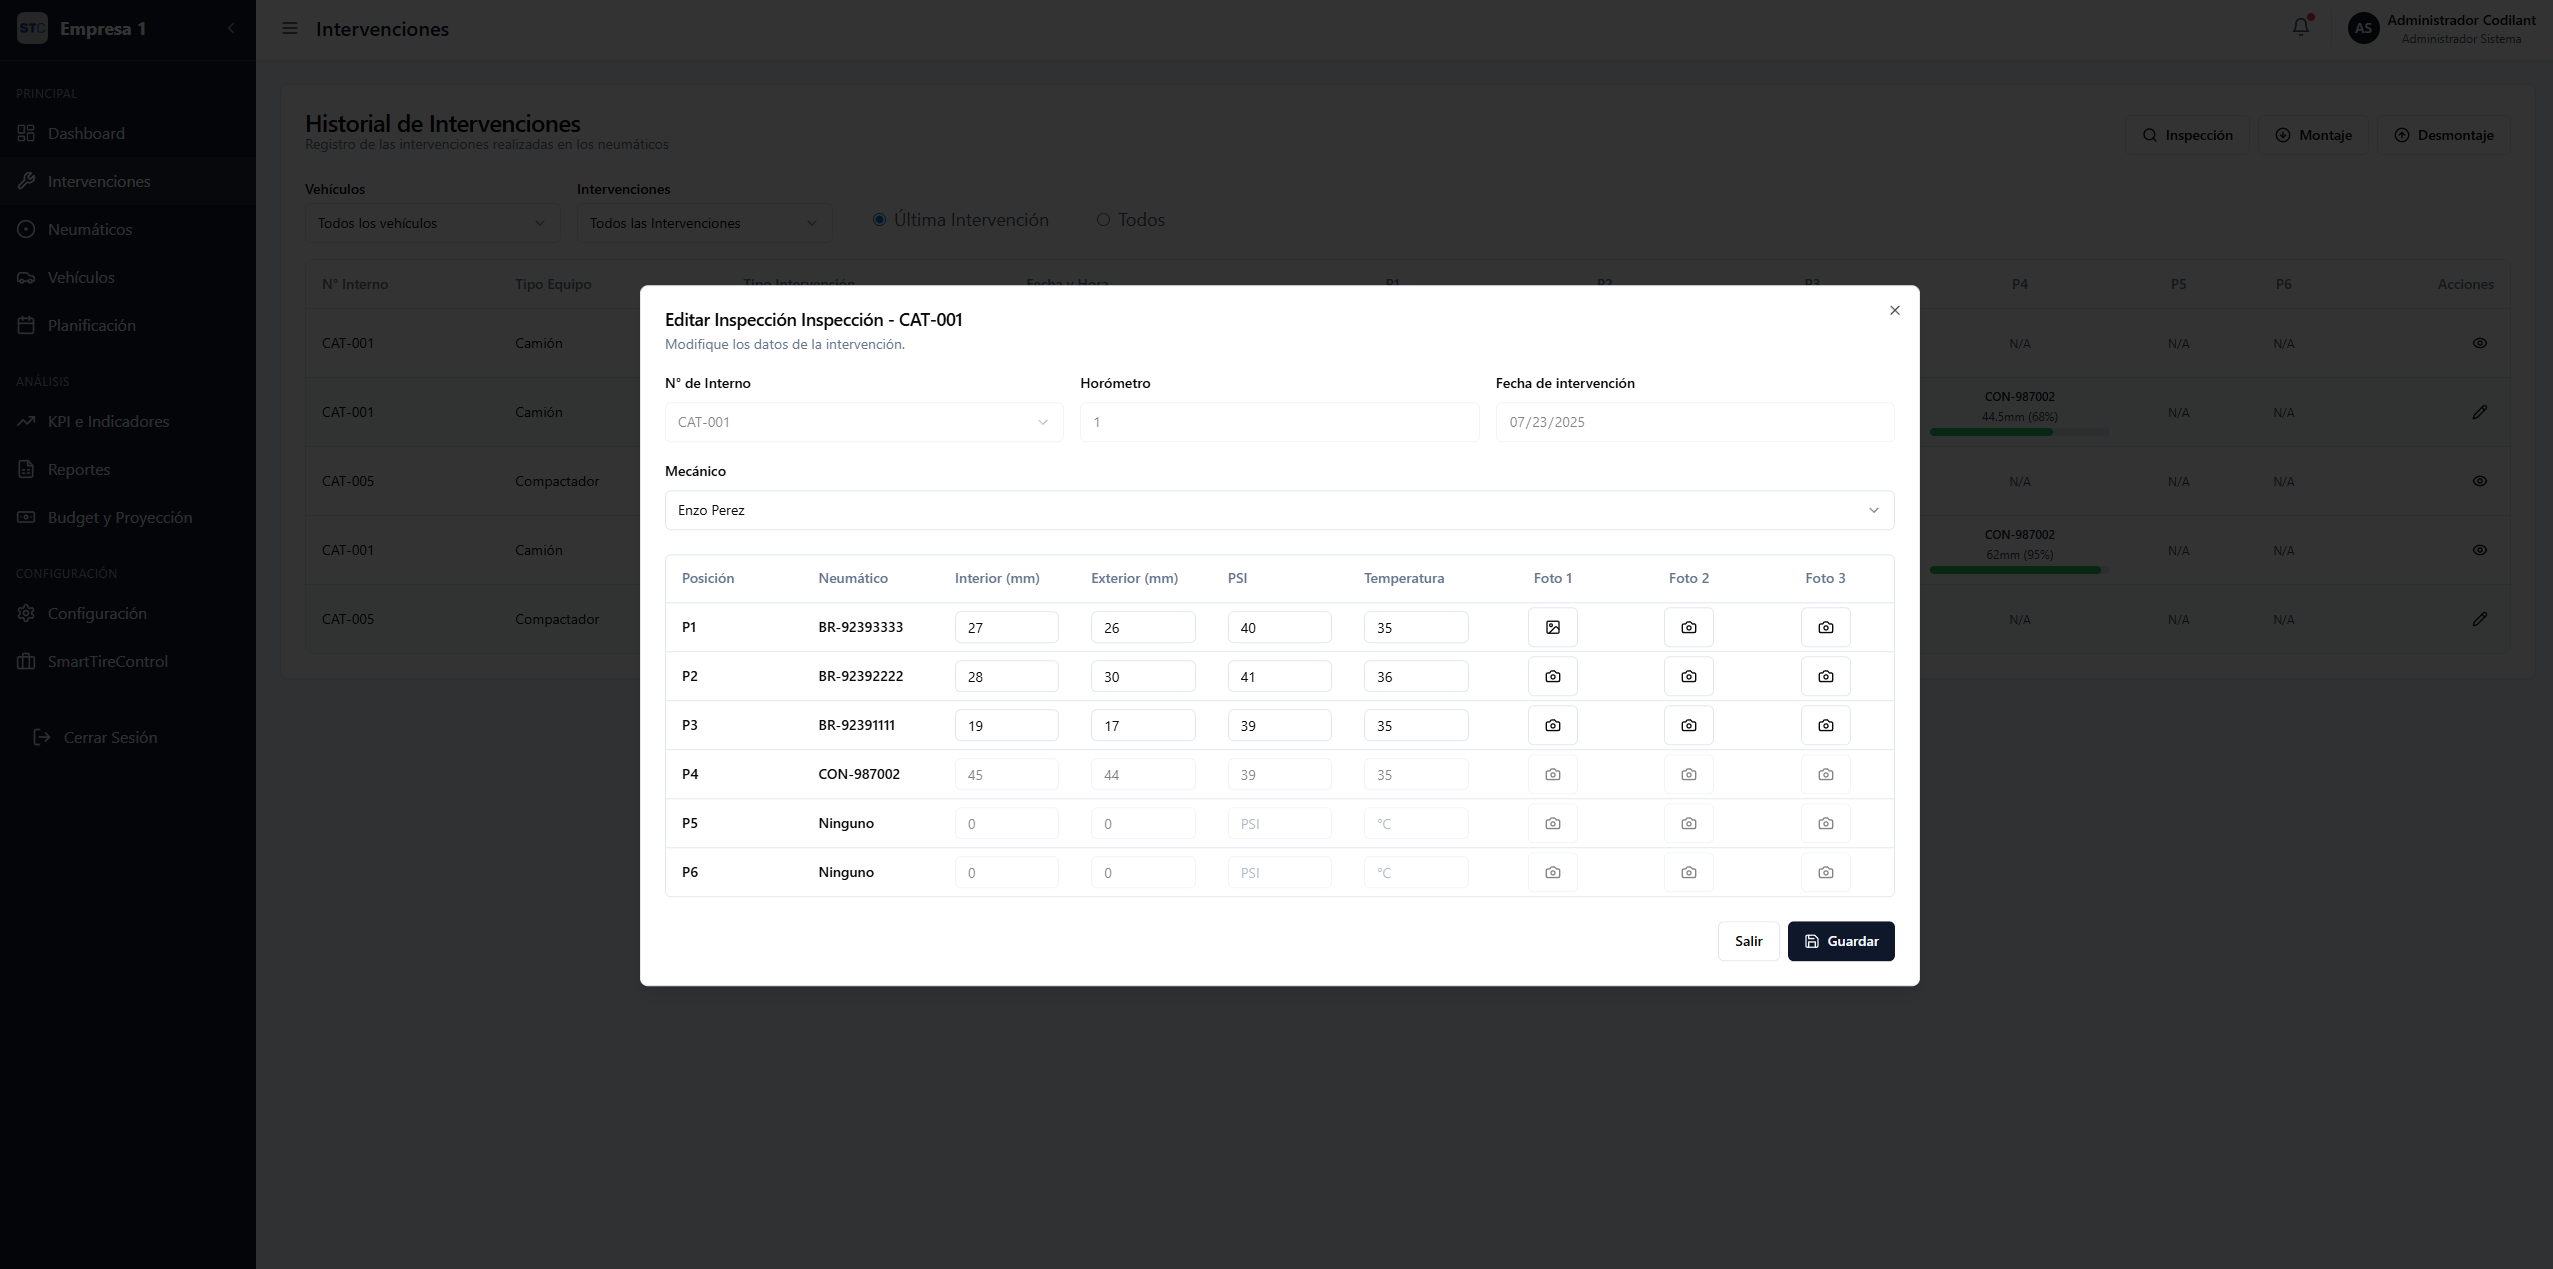 STC Empresa 1
PRINCIPAL
Dashboard
Intervenciones
Neumáticos
Vehículos
Planificación
ANÁLISIS
KPI e Indicadores
Reportes
Budget y Proyección
CONFIGURACIÓN
Configuración
SmartTireControl
Cerrar Sesión
Intervenciones
AS Administrador Codilant
Administrador Sistema
Historial de Intervenciones
Registro de las intervenciones realizadas en los neumáticos
Inspección Montaje Desmontaje
Vehículos Intervenciones
Todos los vehículos Todos las Intervenciones Última Intervención Todos
N° Interno Tipo Equipo Tipo Intervención Fecha y Hora P1 P2 P3 P4 P5 P6 Acciones
CAT-001 Camión N/A N/A N/A
CAT-001 Camión CON-987002 44.5mm (68%) N/A N/A
CAT-005 Compactador N/A N/A N/A
CAT-001 Camión CON-987002 62mm (95%) N/A N/A
CAT-005 Compactador N/A N/A N/A
Editar Inspección Inspección - CAT-001
Modifique los datos de la intervención.
N° de Interno Horómetro Fecha de intervención
CAT-001 1 07/23/2025
Mecánico
Enzo Perez
Posición Neumático Interior (mm) Exterior (mm) PSI Temperatura Foto 1 Foto 2 Foto 3
P1 BR-92393333 27 26 40 35
P2 BR-92392222 28 30 41 36
P3 BR-92391111 19 17 39 35
P4 CON-987002 45 44 39 35
P5 Ninguno 0 0 PSI °C
P6 Ninguno 0 0 PSI °C
Salir Guardar